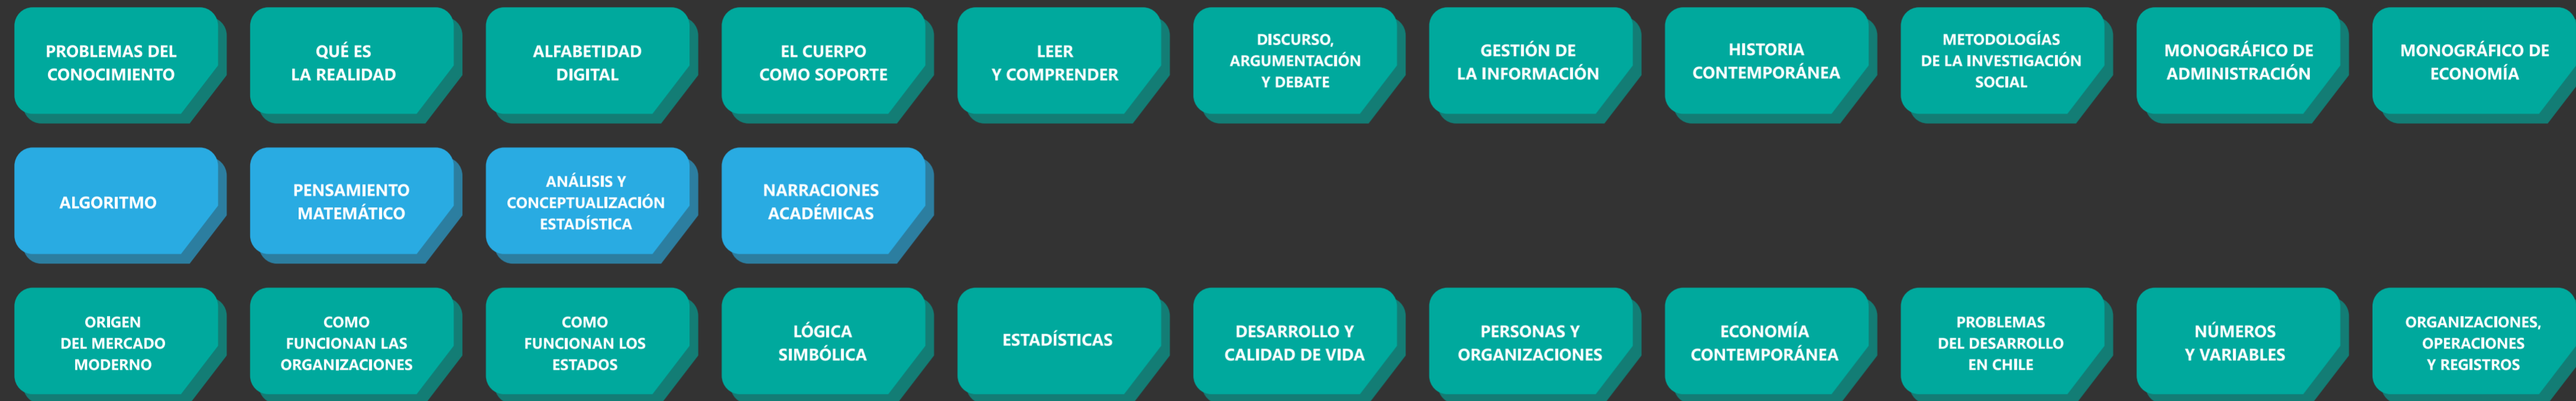 PROBLEMAS DEL
CONOCIMIENTO
QUÉ ES
LA REALIDAD
ALFABETIDAD
DIGITAL
EL CUERPO
COMO SOPORTE
LEER
Y COMPRENDER
DISCURSO,
ARGUMENTACIÓN
Y DEBATE
GESTIÓN DE
LA INFORMACIÓN
HISTORIA
CONTEMPORÁNEA
METODOLOGÍAS
DE LA INVESTIGACIÓN
SOCIAL
MONOGRÁFICO DE
ADMINISTRACIÓN
MONOGRÁFICO DE
ECONOMÍA
ALGORITMO
PENSAMIENTO
MATEMÁTICO
ANÁLISIS Y
CONCEPTUALIZACIÓN
ESTADÍSTICA
NARRACIONES
ACADÉMICAS
ORIGEN
DEL MERCADO
MODERNO
COMO
FUNCIONAN LAS
ORGANIZACIONES
COMO
FUNCIONAN LOS
ESTADOS
LÓGICA
SIMBÓLICA
ESTADÍSTICAS
DESARROLLO Y
CALIDAD DE VIDA
PERSONAS Y
ORGANIZACIONES
ECONOMÍA
CONTEMPORÁNEA
PROBLEMAS
DEL DESARROLLO
EN CHILE
NÚMEROS
Y VARIABLES
ORGANIZACIONES,
OPERACIONES
Y REGISTROS